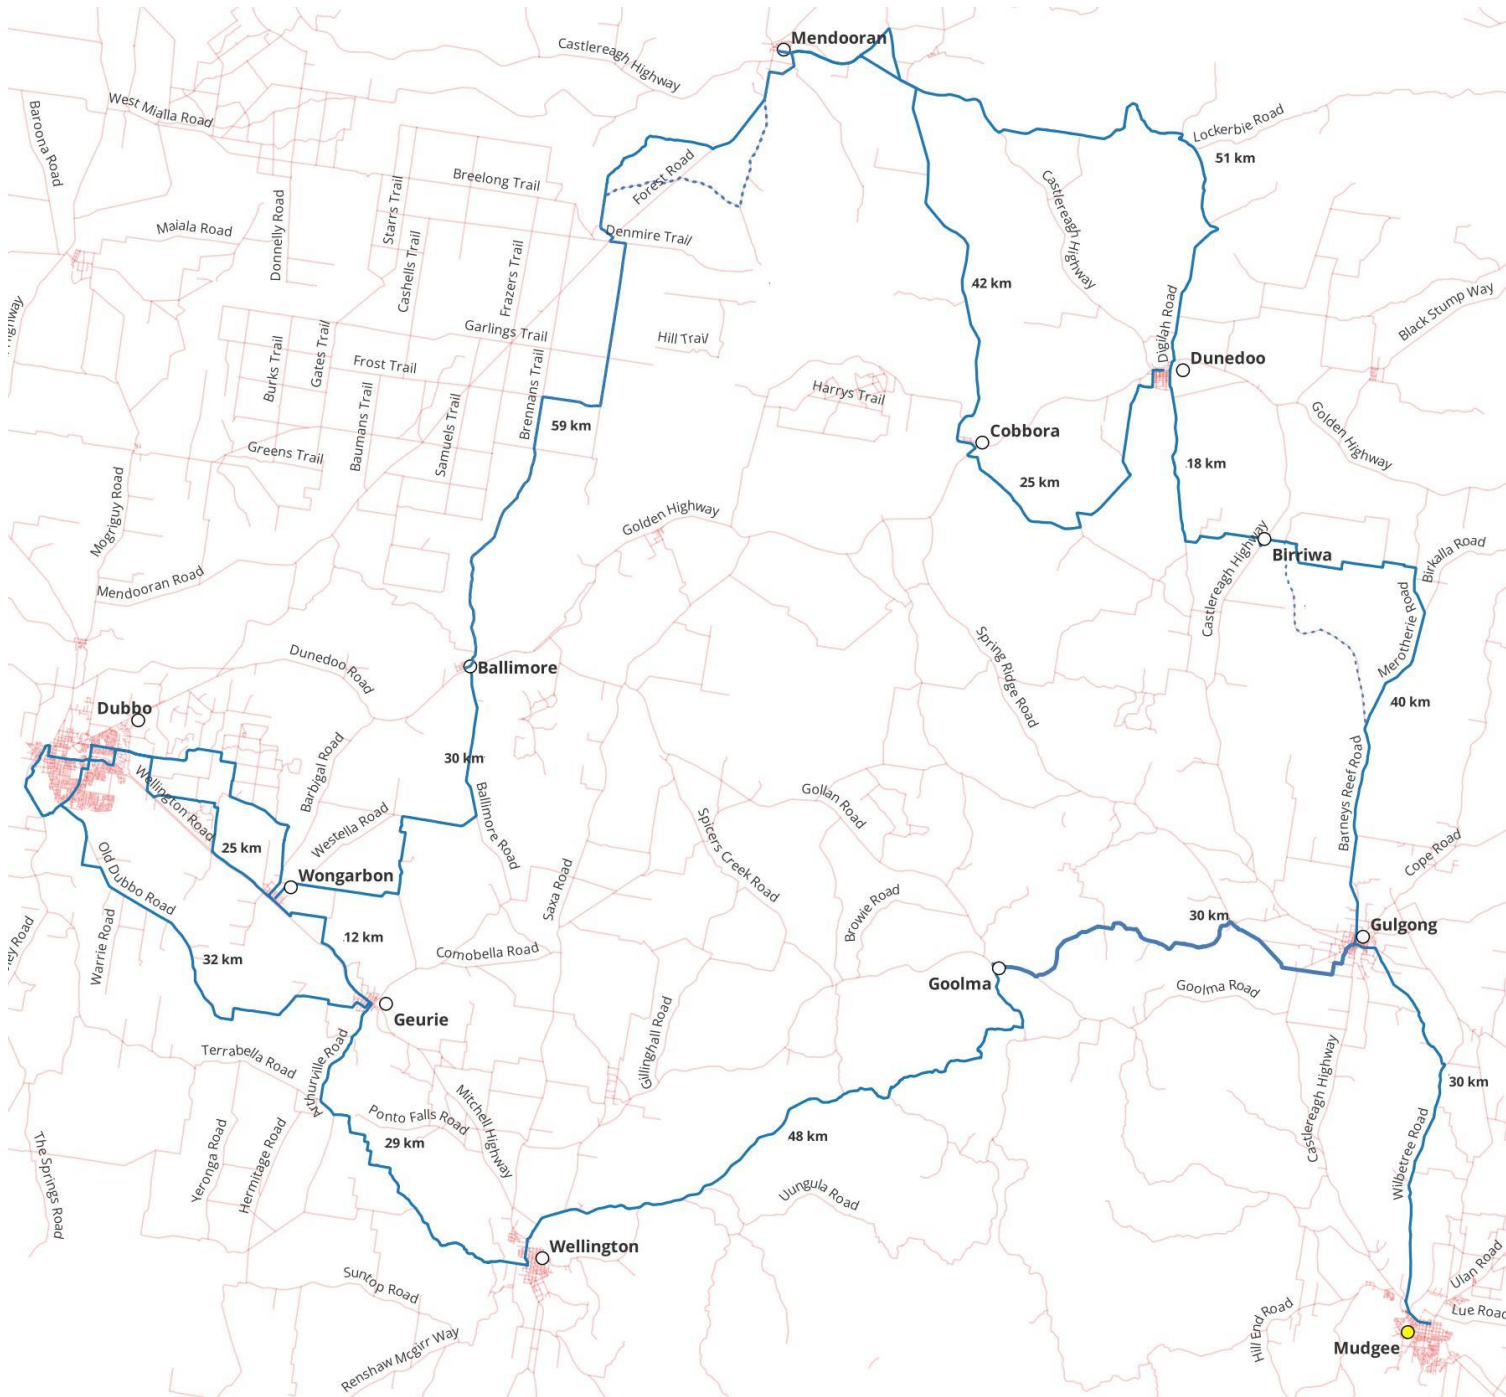 Mendooran
Castlereagh Highway
West Mialla Road
Baroona Road
Lockerbie Road
51 km
Forest Road
Breelong Trail
Starrs Trail
Donnelly Road
Maiala Road
Castlereagh Highway
Denmire Trail
Cashells Trail
Frazers Trail
42 km
Black Stump Way
Highway
Digilah Road
Garlings Trail
Hill Trail
Gates Trail
Burks Trail
Frost Trail
Dunedoo
Brennans Trail
Harrys Trail
Baumans Trail
Samuels Trail
59 km
Cobbora
Golden Highway
Greens Trail
18 km
25 km
Mogriguy Road
Golden Highway
Castlereagh Highway
Birriwa
Birkalla Road
Mendooran Road
Merotherie Road
Spring Ridge Road
Dunedoo Road
Ballimore
40 km
Dubbo
Barbigal Road
30 km
Wellington Road
Barneys Reef Road
Ballimore Road
Gollan Road
Westella Road
Spicers Creek Road
25 km
Cope Road
Old Dubbo Road
Wongarbon
Saxa Road
Browie Road
30 km
Gulgong
12 km
Warrie Road
ley Road
32 km
Comobella Road
Goolma
Goolma Road
Geurie
Gillinghall Road
Terrabella Road
Arthurville Road
Castlereagh Highway
30 km
Mitchell Highway
Ponto Falls Road
29 km
48 km
The Springs Road
Yeronga Road
Hermitage Road
Wilbetree Road
Uungula Road
Wellington
Ulan Road
Suntop Road
Hill End Road
Lue Road
Renshaw Mcgirr Way
Mudgee